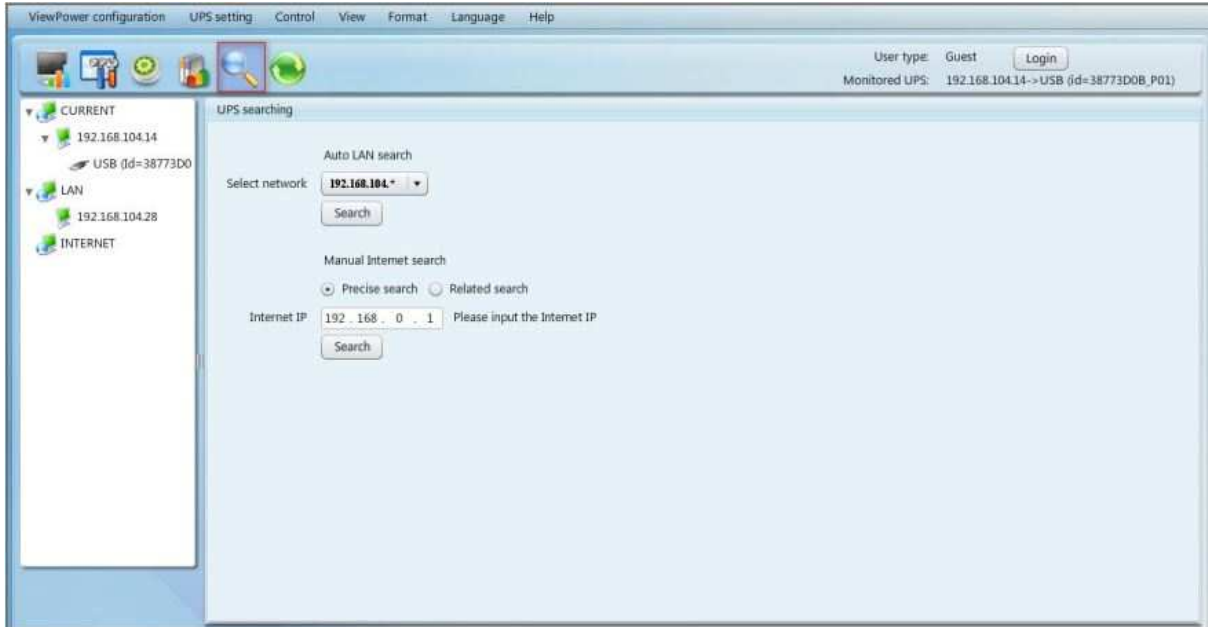 ViewPower configuration UPS setting Control View Format Language Help
User type: Guest Login
Monitored UPS: 192.168.104.14->USB (id=38773D0B_P01)
CURRENT
192.168.104.14
USB (Id=38773D0
LAN
192.168.104.28
INTERNET
UPS searching
Auto LAN search
Select network 192.168.104.*
Search
Manual Internet search
Precise search Related search
Internet IP 192 . 168 . 0 . 1 Please input the Internet IP
Search